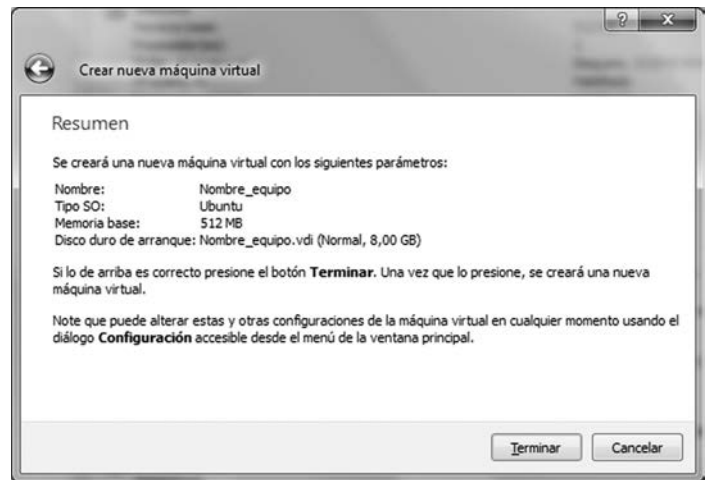 Crear nueva máquina virtual
Resumen
Se creará una nueva máquina virtual con los siguientes parámetros:
Nombre: Nombre_equipo
Tipo SO: Ubuntu
Memoria base: 512 MB
Disco duro de arranque: Nombre_equipo.vdi (Normal, 8,00 GB)
Si lo de arriba es correcto presione el botón Terminar. Una vez que lo presione, se creará una nueva
máquina virtual.
Note que puede alterar estas y otras configuraciones de la máquina virtual en cualquier momento usando el
diálogo Configuración accesible desde el menú de la ventana principal.
Terminar Cancelar